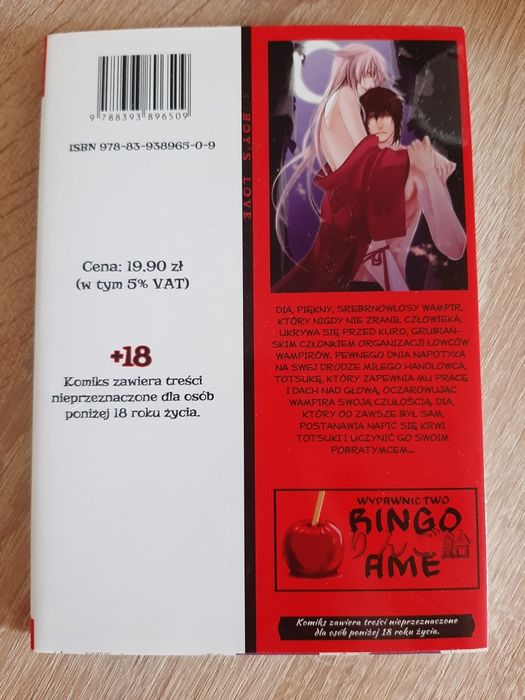 9 788393 896509
ISBN 978-83-938965-0-9
Cena: 19,90 zł
(w tym 5% VAT)
+18
Komiks zawiera treści
nieprzeznaczone dla osób
poniżej 18 roku życia.
BOY'S LOVE
DIA, PIĘKNY, SREBRNOWŁOSY WAMPIR,
KTÓRY NIGDY NIE ZRANIŁ CZŁOWIEKA,
UKRYWA SIĘ PRZED KURO, GRUBIAŃ-
SKIM CZŁONKIEM ORGANIZACJI ŁOWCÓW
WAMPIRÓW. PEWNEGO DNIA NAPOTYKA
NA SWEJ DRODZE MIŁEGO HANDLOWCA,
TOTSUKĘ, KTÓRY ZAPEWNIA MU PRACĘ
I DACH NAD GŁOWĄ, OCZAROWUJĄC
WAMPIRA SWOJĄ CZUŁOŚCIĄ. DIA,
KTÓRY OD ZAWSZE BYŁ SAM,
POSTANAWIA NAPIĆ SIĘ KRWI
TOTSUKI I UCZYNIĆ GO SWOIM
POBRATYMCEM...
WYDAWNICTWO
RINGO
りんご飴
AME
Komiks zawiera treści nieprzeznaczone
dla osób poniżej 18 roku życia.